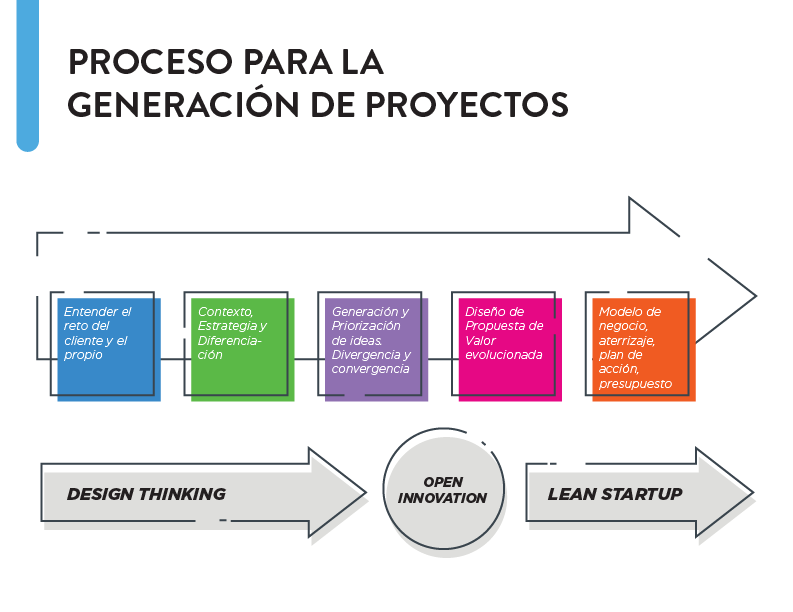 PROCESO PARA LA
GENERACIÓN DE PROYECTOS
Entender el
reto del
cliente y el
propio
Contexto,
Estrategia y
Diferencia-
ción
Generación y
Priorización
de ideas.
Divergencia y
convergencia
Diseño de
Propuesta de
Valor
evolucionada
Modelo de
negocio,
aterrizaje,
plan de
acción,
presupuesto
DESIGN THINKING
OPEN
INNOVATION
LEAN STARTUP